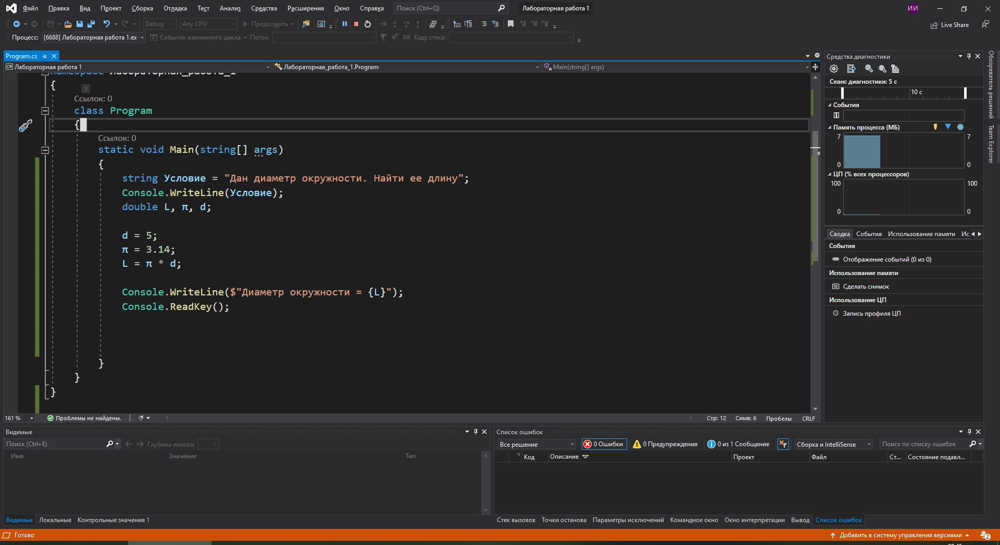 Файл Правка Вид Проект Сборка Отладка Тест Анализ Средства Расширения Окно Справка Поиск (Ctrl+Q) Лабораторная работа 1 ИИ
Debug Any CPU Продолжить Live Share
Процесс: [6688] Лабораторная работа 1.ex События жизненного цикла Поток: Кадр стека:
Program.cs
Лабораторная работа 1 Лабораторная_работа_1.Program Main(string[] args)
namespace Лабораторная_работа_1
{
2
Ссылок: 0
class Program
{
Ссылок: 0
static void Main(string[] args)
{
string Условие = "Дан диаметр окружности. Найти ее длину";
Console.WriteLine(Условие);
double L, π, d;
d = 5;
π = 3.14;
L = π * d;
Console.WriteLine($"Диаметр окружности = {L}");
Console.ReadKey();
}
}
}
161 % Проблемы не найдены. Стр: 12 Симв: 6 Пробелы CRLF
Средства диагностики
Сеанс диагностики: 5 с
10 с
События
Память процесса (МБ)
7 7
0 0
ЦП (% всех процессоров)
100 100
0 0
Сводка События Использование памяти Ис
События
Отображение событий (0 из 0)
Использование памяти
Сделать снимок
Использование ЦП
Запись профиля ЦП
Обозреватель решений
Team Explorer
Видимые
Поиск (Ctrl+E) Глубина поиска:
Имя Значение Тип
Видимые Локальные Контрольные значения 1
Список ошибок
Все решение 0 Ошибки 0 Предупреждения 0 из 1 Сообщение Сборка и IntelliSense Поиск по списку ошибок
Код Описание Проект Файл Ст... Состояние подавл...
Стек вызовов Точки останова Параметры исключений Командное окно Окно интерпретации Вывод Список ошибок
Готово Добавить в систему управления версиями 2